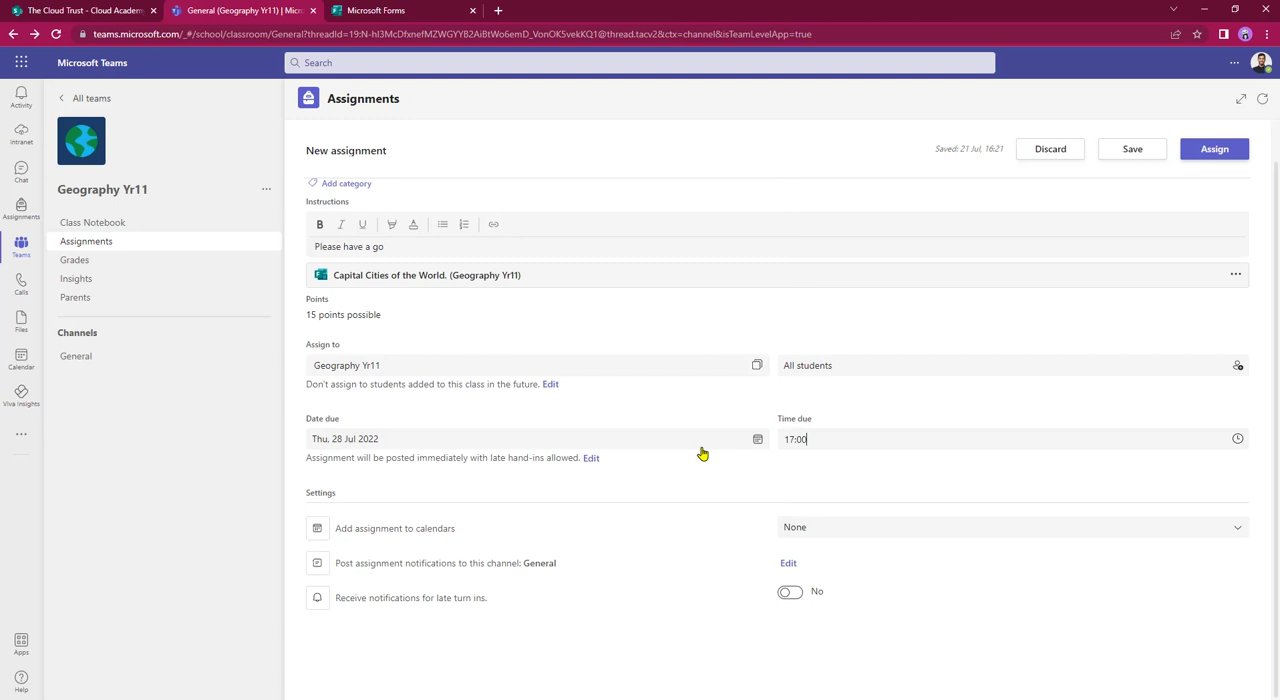 The Cloud Trust - Cloud Academ
General (Geography Yr11) | Micr
Microsoft Forms
teams.microsoft.com/_#/school/classroom/General?threadId=19:N-hI3McDfxnefMZWGYYB2AiBtWo6emD_VonOK5vekKQ1@thread.tacv2&ctx=channel&isTeamLevelApp=true
Microsoft Teams
Search
Activity
Intranet
Chat
Assignments
Teams
Calls
Files
Calendar
Viva Insights
Apps
Help
All teams
Geography Yr11
Class Notebook
Assignments
Grades
Insights
Parents
Channels
General
Assignments
New assignment
Saved: 21 Jul, 16:21
Discard
Save
Assign
Add category
Instructions
B I U
Please have a go
Capital Cities of the World. (Geography Yr11)
Points
15 points possible
Assign to
Geography Yr11
All students
Don't assign to students added to this class in the future. Edit
Date due
Time due
Thu, 28 Jul 2022
17:00
Assignment will be posted immediately with late hand-ins allowed. Edit
Settings
Add assignment to calendars
None
Post assignment notifications to this channel: General
Edit
Receive notifications for late turn ins.
No